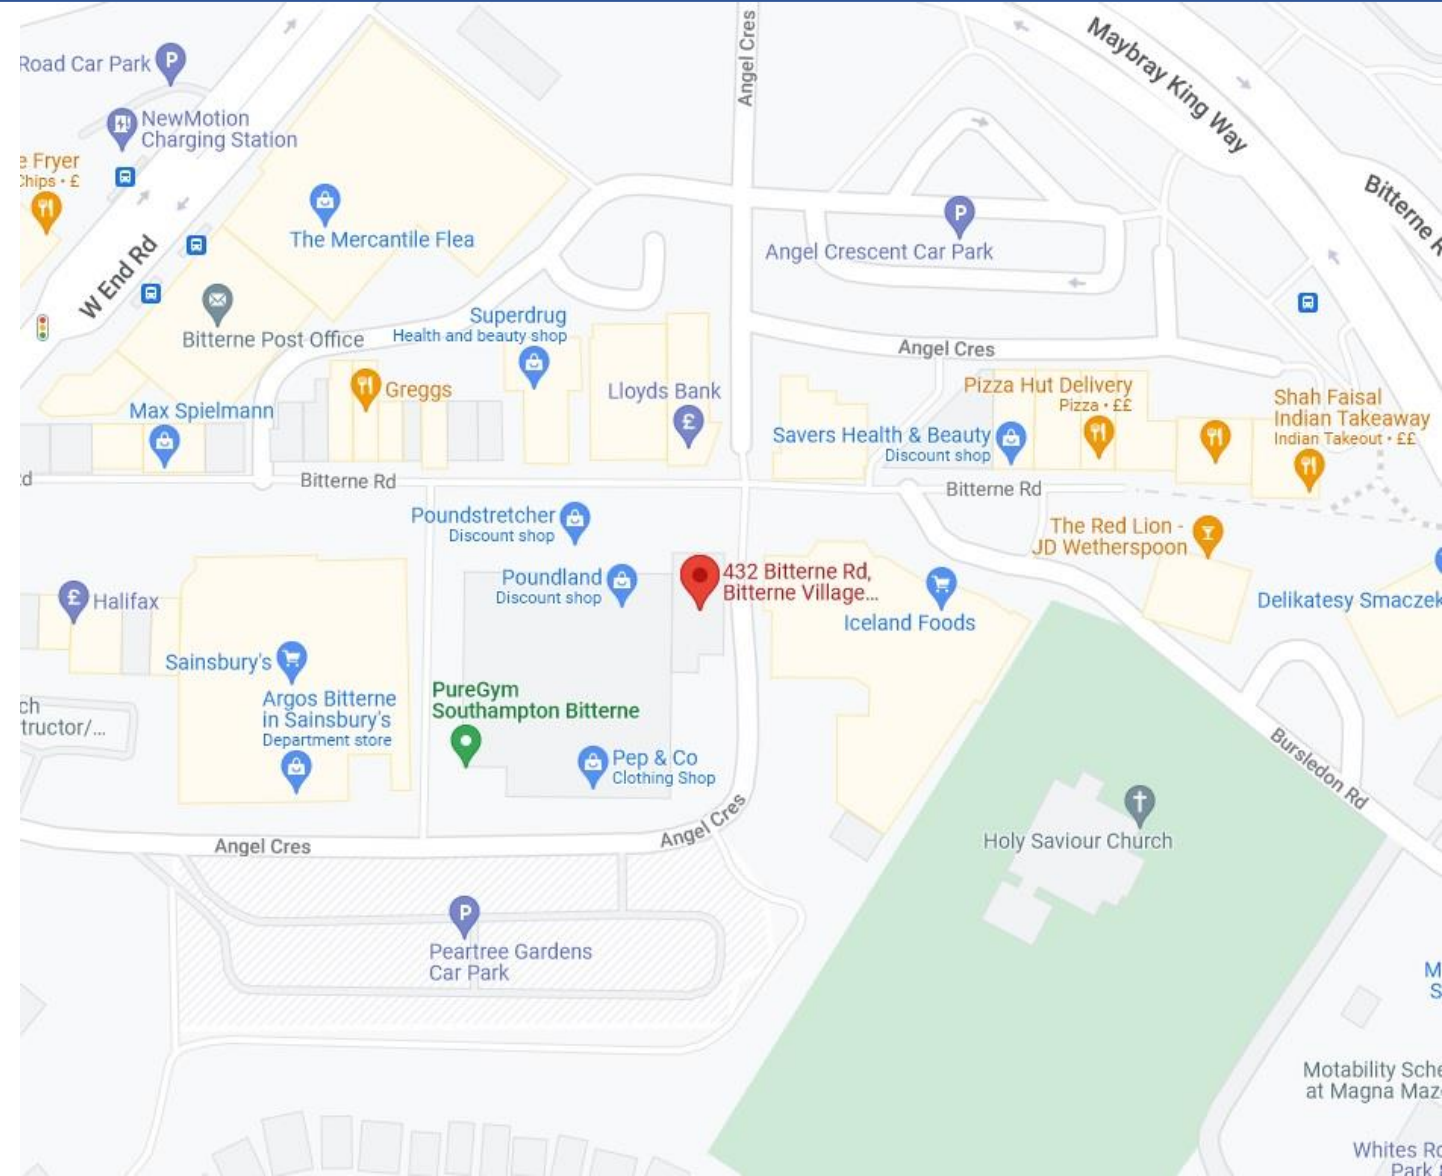 Angel Cres
Maybray King Way
Road Car Park
P
NewMotion
Charging Station
e Fryer
Chips • £
Bitterne R
W End Rd
The Mercantile Flea
P
Angel Crescent Car Park
Bitterne Post Office
Superdrug
Health and beauty shop
Angel Cres
Greggs
Lloyds Bank
£
Pizza Hut Delivery
Pizza • ££
Shah Faisal
Indian Takeaway
Indian Takeout • ££
Max Spielmann
Savers Health & Beauty
Discount shop
Bitterne Rd
Bitterne Rd
Poundstretcher
Discount shop
The Red Lion -
JD Wetherspoon
Poundland
Discount shop
432 Bitterne Rd,
Bitterne Village...
£
Halifax
Iceland Foods
Delikatesy Smaczek
Sainsbury's
Argos Bitterne
in Sainsbury's
Department store
PureGym
Southampton Bitterne
ch
tructor/...
Pep & Co
Clothing Shop
Bursledon Rd
Angel Cres
Angel Cres
Holy Saviour Church
P
Peartree Gardens
Car Park
M
S
Motability Sche
at Magna Maz
Whites Ro
Park